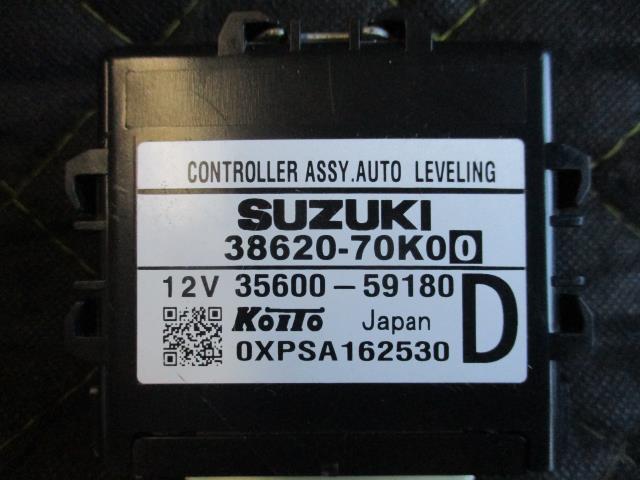 CONTROLLER ASSY.AUTO LEVELING
SUZUKI
38620-70K00
12V 35600-59180
D
KOITO Japan
0XPSA162530